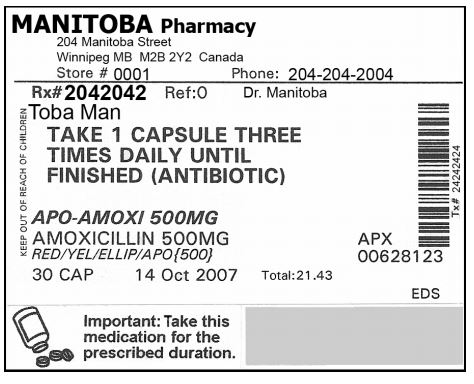 MANITOBA Pharmacy
204 Manitoba Street
Winnipeg MB M2B 2Y2 Canada
Store # 0001 Phone: 204-204-2004
Rx#2042042 Ref:0 Dr. Manitoba
Toba Man
TAKE 1 CAPSULE THREE
TIMES DAILY UNTIL
FINISHED (ANTIBIOTIC)
KEEP OUT OF REACH OF CHILDREN
Tx# 24242424
APO-AMOXI 500MG
AMOXICILLIN 500MG APX
RED/YEL/ELLIP/APO{500} 00628123
30 CAP 14 Oct 2007 Total:21.43
EDS
Important: Take this
medication for the
prescribed duration.